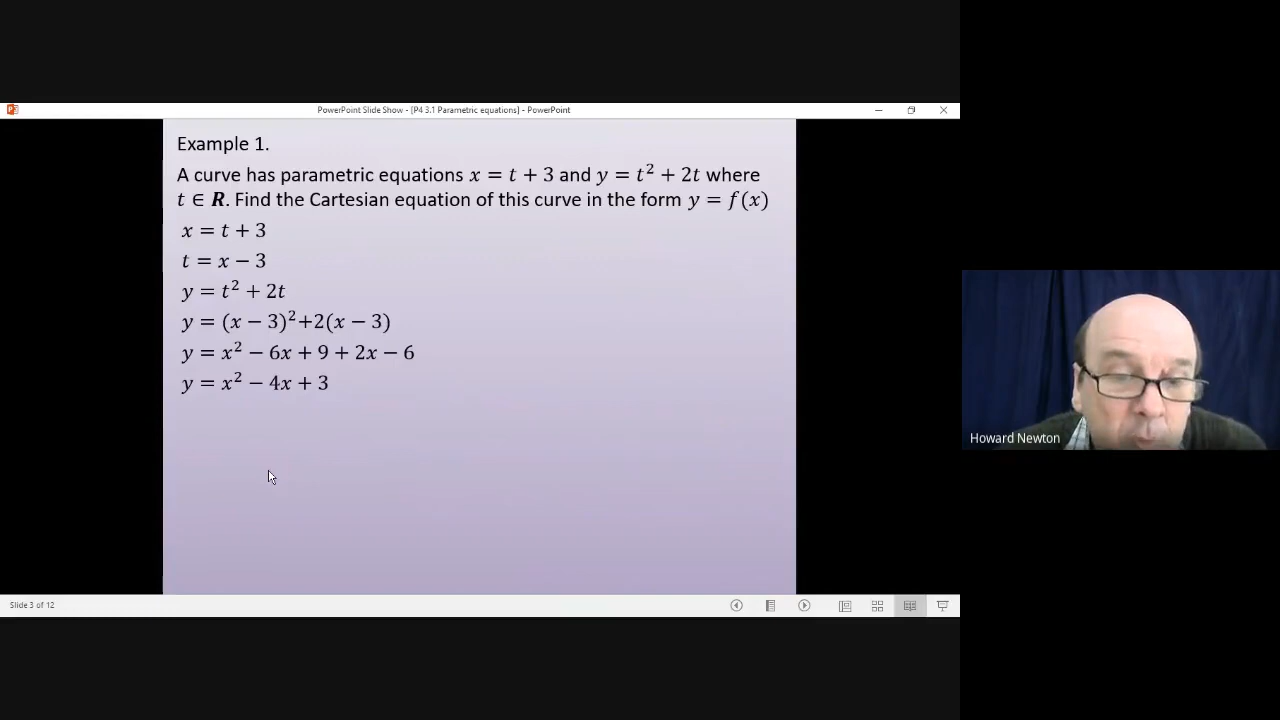 PowerPoint Slide Show - [P4 3.1 Parametric equations] - PowerPoint
Example 1.
A curve has parametric equations x = t + 3 and y = t² + 2t where
t ∈ R. Find the Cartesian equation of this curve in the form y = f(x)
x = t + 3
t = x − 3
y = t² + 2t
y = (x − 3)²+2(x − 3)
y = x² − 6x + 9 + 2x − 6
y = x² − 4x + 3
Howard Newton
Slide 3 of 12